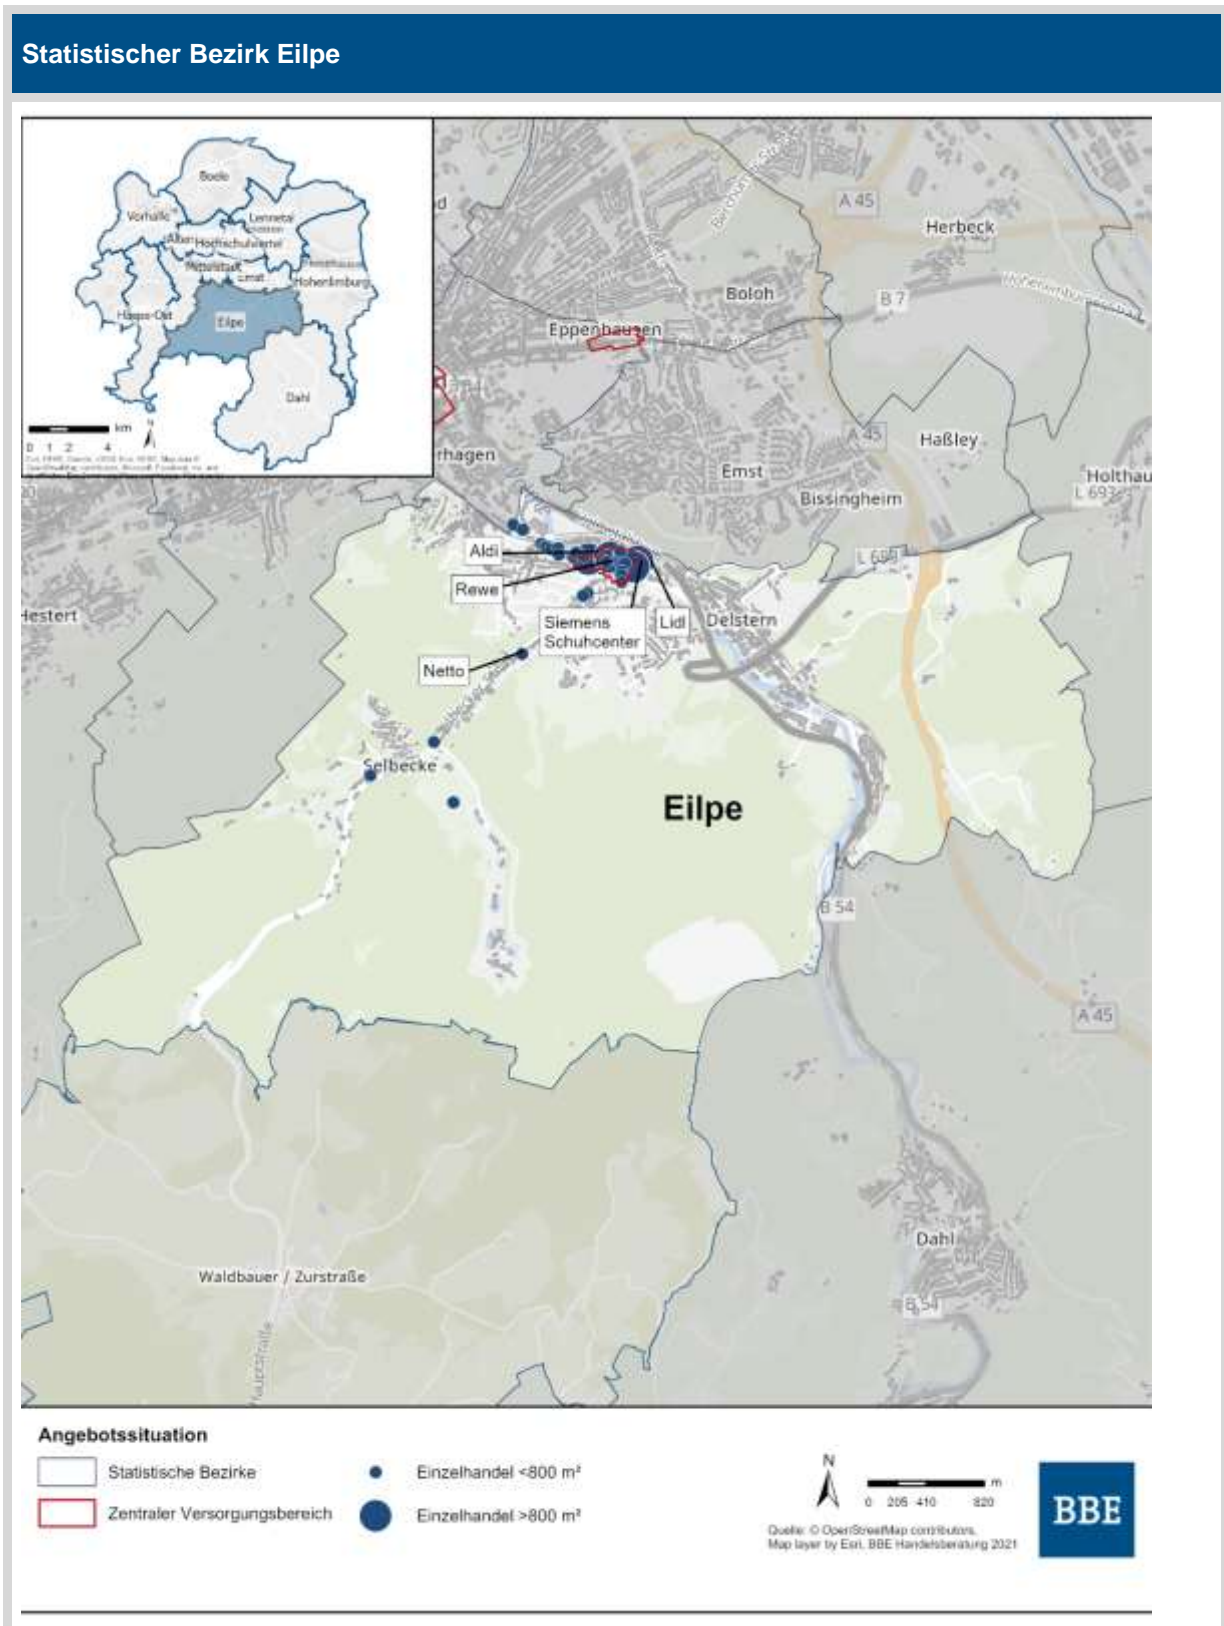 Statistischer Bezirk Eilpe
Boele
Vorhalle
Lennetal
Hochschulviertel
Mittelstadt
Emst
Hohenlimburg
Haspe-Ost
Eilpe
Dahl
km
N
0 1 2 4
A 45
Herbeck
Boloh
B 7
Eppenhausen
rhagen
A 45
Haßley
Emst
Holthau
Bissingheim
L 693
Aldi
L 693
Rewe
Hestert
Siemens
Schuhcenter
Lidl
Delstern
Netto
Selbecke
Eilpe
B 54
A 45
Dahl
Waldbauer / Zurstraße
B 54
Hauptstraße
Angebotssituation
Statistische Bezirke
Einzelhandel <800 m²
Zentraler Versorgungsbereich
Einzelhandel >800 m²
N
m
0 205 410 820
Quelle: © OpenStreetMap contributors,
Map layer by Esri, BBE Handelsberatung 2021
BBE